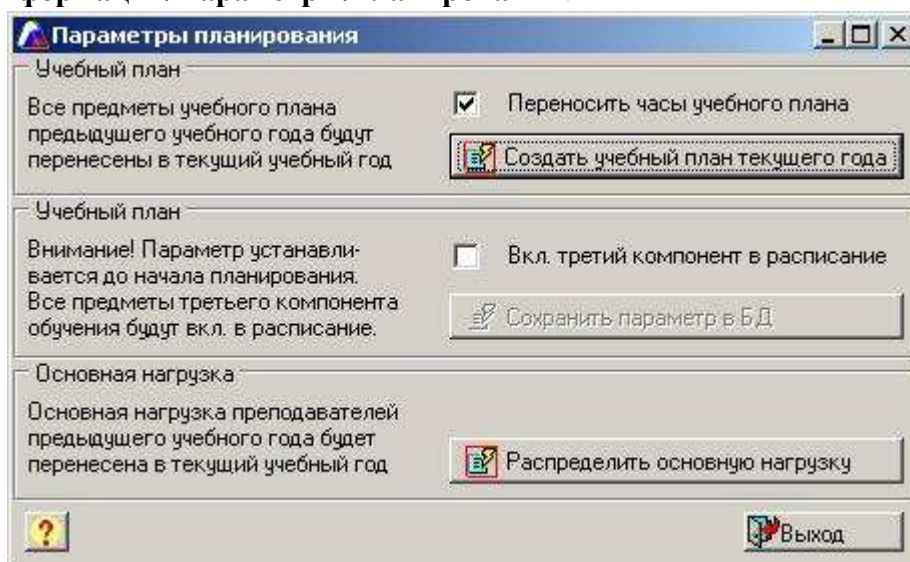 Параметры планирования
Учебный план
Все предметы учебного плана
предыдущего учебного года будут
перенесены в текущий учебный год
Переносить часы учебного плана
Создать учебный план текущего года
Учебный план
Внимание! Параметр устанавли-
вается до начала планирования.
Все предметы третьего компонента
обучения будут вкл. в расписание.
Вкл. третий компонент в расписание
Сохранить параметр в БД
Основная нагрузка
Основная нагрузка преподавателей
предыдущего учебного года будет
перенесена в текущий учебный год
Распределить основную нагрузку
?
Выход